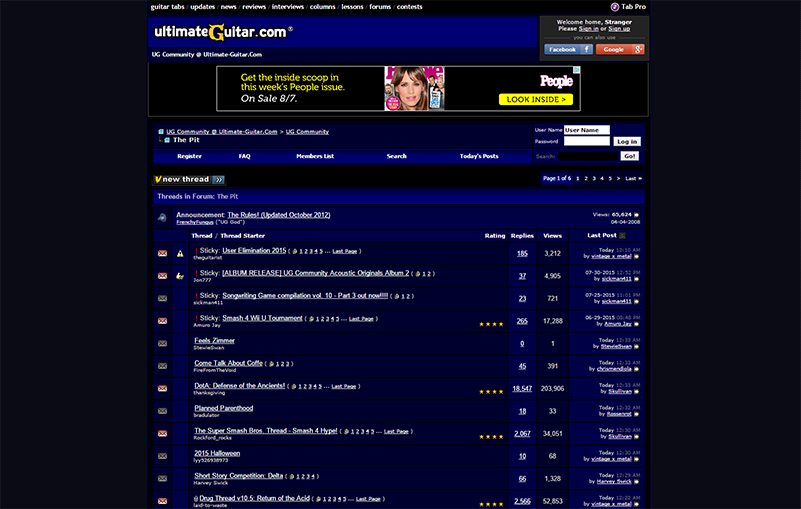 guitar tabs / updates / news / reviews / interviews / columns / lessons / forums / contests
Tab Pro
ultimateGuitar.com®
Welcome home, Stranger
Please Sign in or Sign up
you can also use
Facebook
Google
UG Community @ Ultimate-Guitar.Com
Get the inside scoop in
this week's People issue.
On Sale 8/7.
People
LOOK INSIDE >
UG Community @ Ultimate-Guitar.Com > UG Community
The Pit
User Name User Name
Password Log in
Register FAQ Members List Search Today's Posts
Search: Go!
new thread
Page 1 of 6 1 2 3 4 5 > Last »
Threads in Forum: The Pit
Announcement: The Rules! (Updated October 2012)
Views: 65,624
FrenchyFungus ("UG God")
04-04-2008
Thread / Thread Starter Rating Replies Views Last Post
! Sticky: User Elimination 2015 ( 1 2 3 4 5 ... Last Page ) 185 3,212 Today 12:10 AM
theguitarist by vintage x metal
! Sticky: [ALBUM RELEASE] UG Community Acoustic Originals Album 2 ( 1 2 ) 37 4,905 07-30-2015 12:52 PM
Jon777 by sickman411
! Sticky: Songwriting Game compilation vol. 10 - Part 3 out now!!!! ( 1 2 ) 23 721 07-25-2015 11:01 PM
sickman411 by sickman411
! Sticky: Smash 4 Wii U Tournament ( 1 2 3 4 5 ... Last Page ) 265 17,288 06-29-2015 08:48 PM
Amuro Jay by Amuro Jay
Feels Zimmer 0 1 Today 12:33 AM
StewieSwan by StewieSwan
Come Talk About Coffe ( 1 2 3 ) 45 391 Today 12:33 AM
FireFromTheVoid by chrismendiola
DotA: Defense of the Ancients! ( 1 2 3 4 5 ... Last Page ) 18,547 203,906 Today 12:33 AM
thanksgiving by Skullivan
Planned Parenthood 18 33 Today 12:32 AM
bradulator by Rossenrot
The Super Smash Bros. Thread - Smash 4 Hype! ( 1 2 3 4 5 ... Last Page ) 2,067 34,051 Today 12:30 AM
Rockford_rocks by Skullivan
2015 Halloween 10 68 Today 12:30 AM
lyy526938973 by vintage x metal
Short Story Competition: Delta ( 1 2 3 4 ) 66 1,328 Today 12:29 AM
Harvey Swick by Harvey Swick
Drug Thread v10.5: Return of the Acid ( 1 2 3 4 5 ... Last Page ) 2,566 52,853 Today 12:22 AM
laid-to-waste by vintage x metal